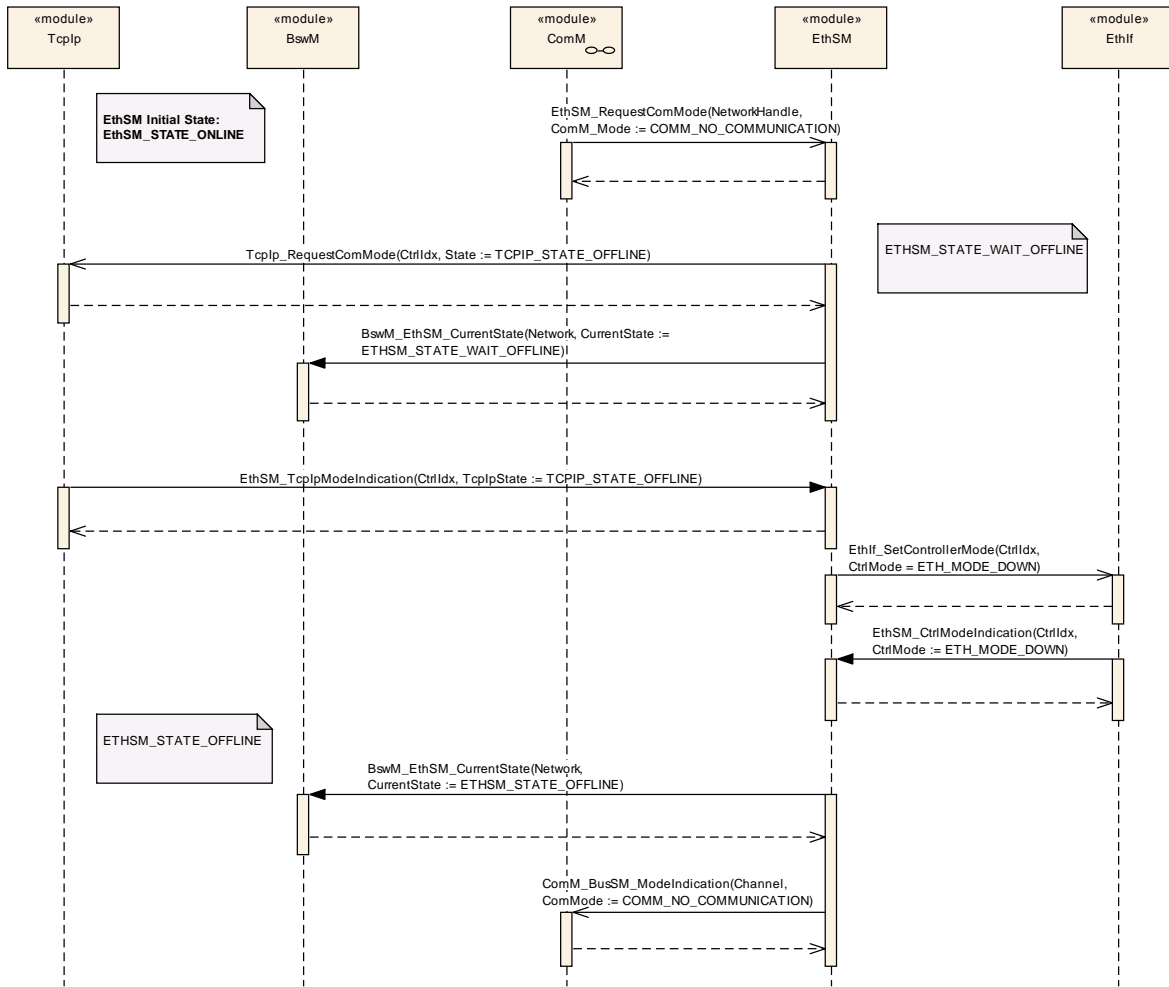 «module»
TcpIp
«module»
BswM
«module»
ComM
«module»
EthSM
«module»
EthIf
EthSM Initial State:
EthSM_STATE_ONLINE
EthSM_RequestComMode(NetworkHandle,
ComM_Mode := COMM_NO_COMMUNICATION)
ETHSM_STATE_WAIT_OFFLINE
TcpIp_RequestComMode(CtrlIdx, State := TCPIP_STATE_OFFLINE)
BswM_EthSM_CurrentState(Network, CurrentState :=
ETHSM_STATE_WAIT_OFFLINE)
EthSM_TcpIpModeIndication(CtrlIdx, TcpIpState := TCPIP_STATE_OFFLINE)
EthIf_SetControllerMode(CtrlIdx,
CtrlMode = ETH_MODE_DOWN)
EthSM_CtrlModeIndication(CtrlIdx,
CtrlMode := ETH_MODE_DOWN)
ETHSM_STATE_OFFLINE
BswM_EthSM_CurrentState(Network,
CurrentState := ETHSM_STATE_OFFLINE)
ComM_BusSM_ModeIndication(Channel,
ComMode := COMM_NO_COMMUNICATION)